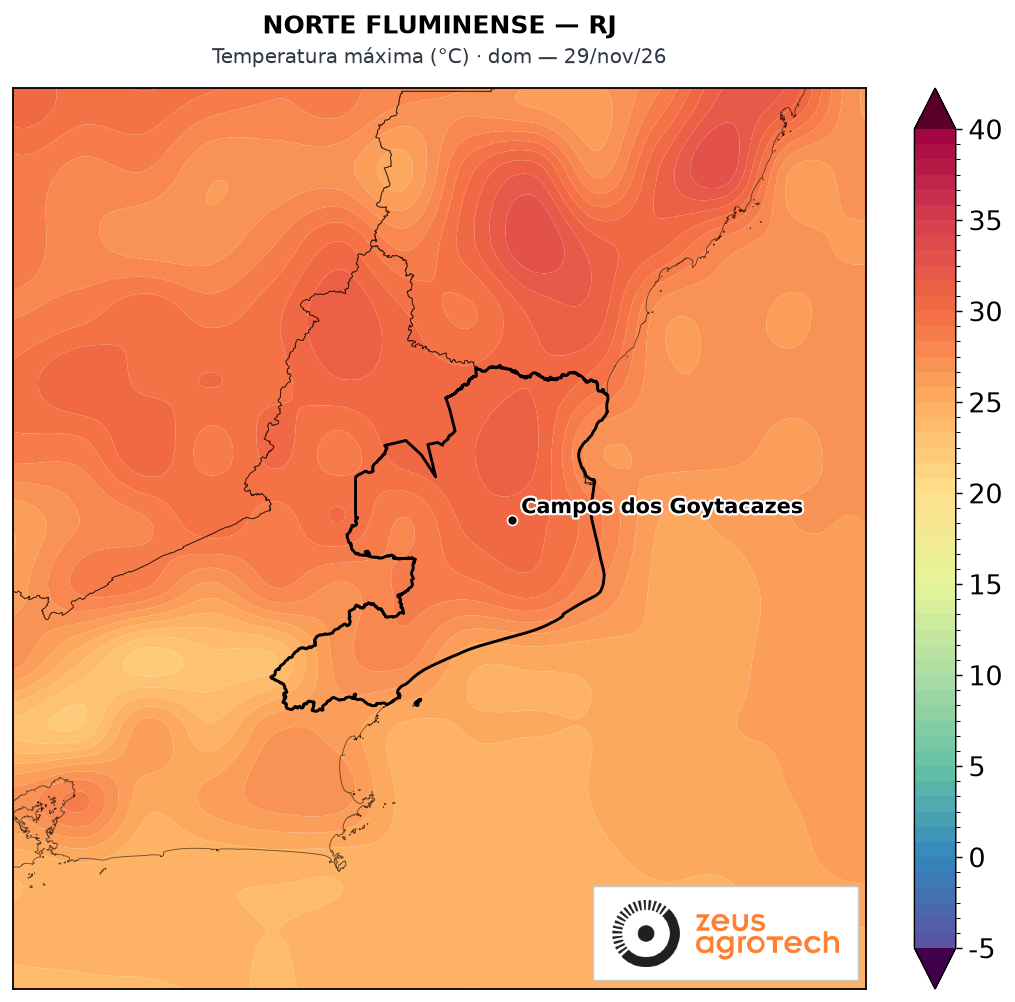 NORTE FLUMINENSE — RJ
Temperatura máxima (°C) · dom — 29/nov/26
40
35
30
25
20
15
10
5
0
-5
Campos dos Goytacazes
zeus
agrotech